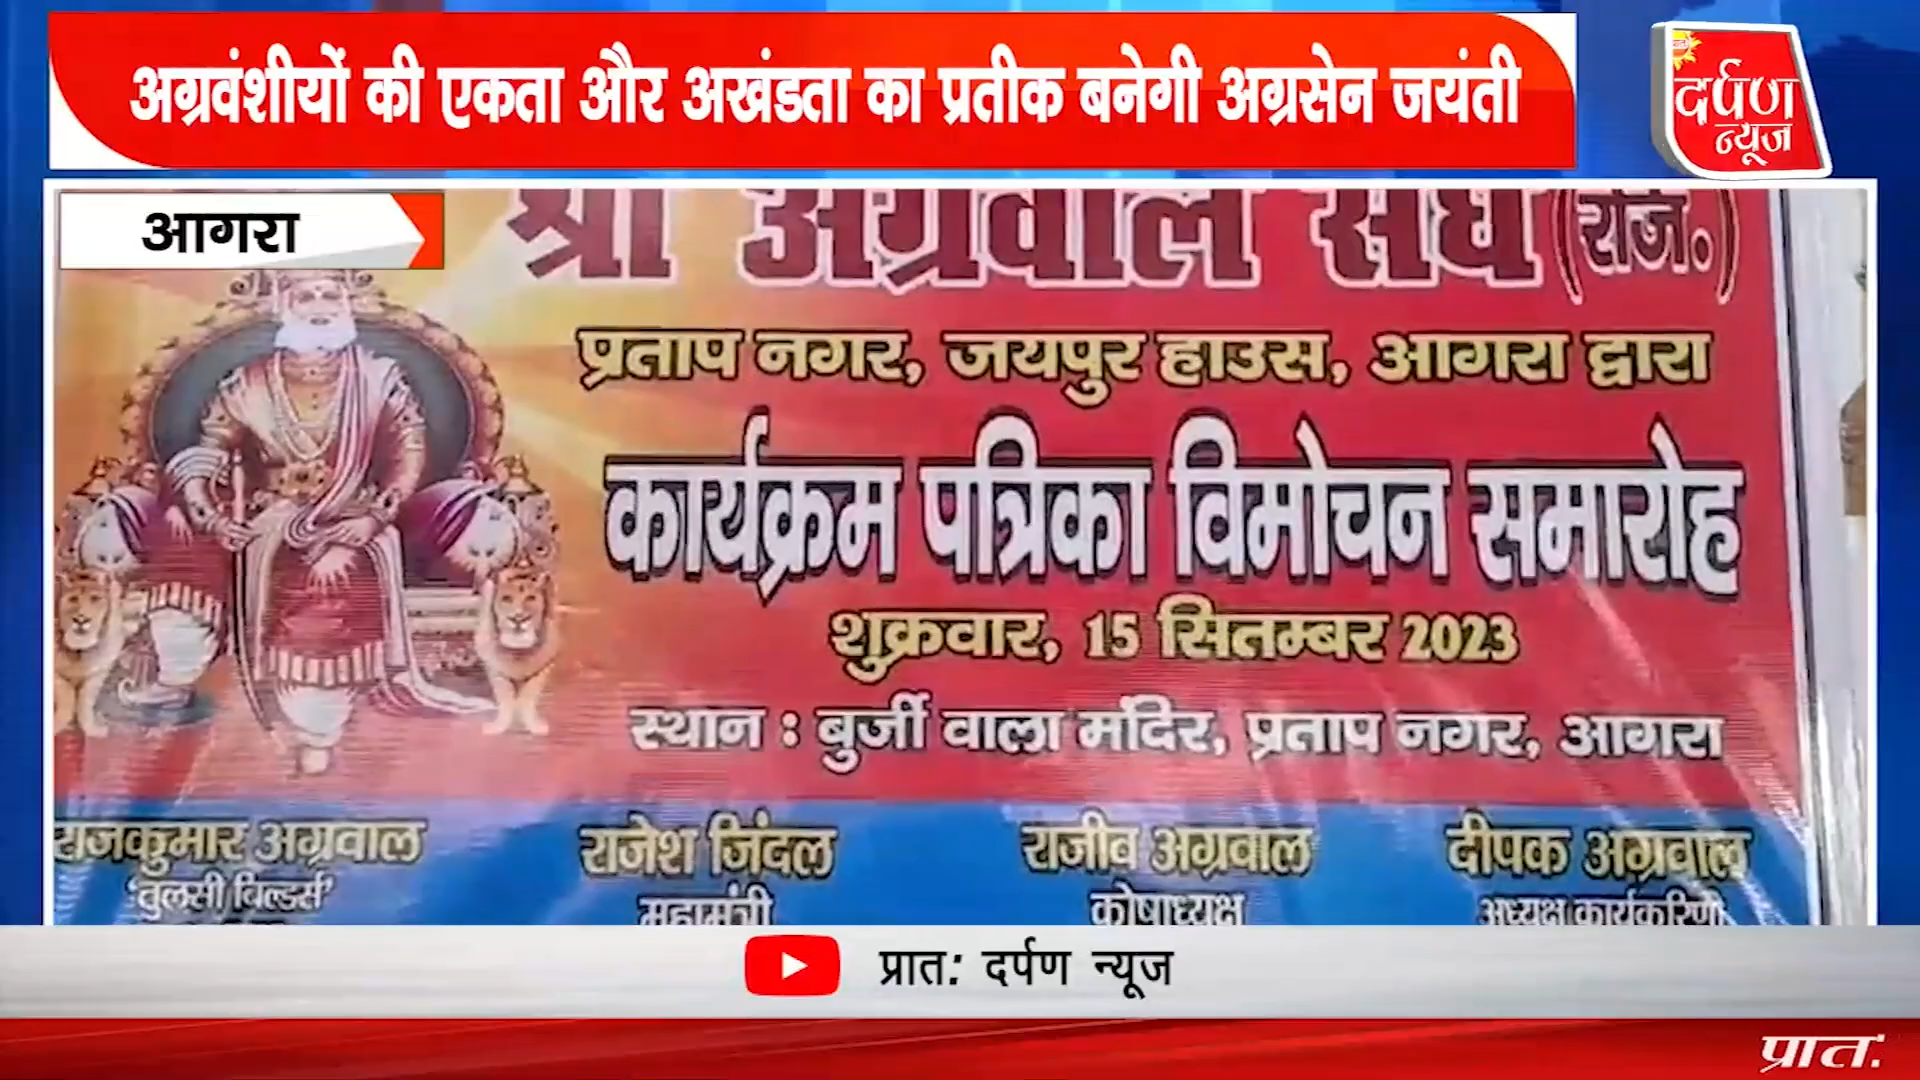 अग्रवंशीयों की एकता और अखंडता का प्रतीक बनेगी अग्रसेन जयंती
दर्पण
न्यूज
आगरा
श्री अग्रवाल संघ (राज.)
प्रताप नगर, जयपुर हाउस, आगरा द्वारा
कार्यक्रम पत्रिका विमोचन समारोह
शुक्रवार, 15 सितम्बर 2023
स्थान : बुर्जी वाला मंदिर, प्रताप नगर, आगरा
राजकुमार अग्रवाल राजेश जिंदल राजीव अग्रवाल दीपक अग्रवाल
'तुलसी विल्डर्स' महामंत्री कोषाध्यक्ष अध्यक्ष कार्यकरिणी
प्रात: दर्पण न्यूज
प्रात: